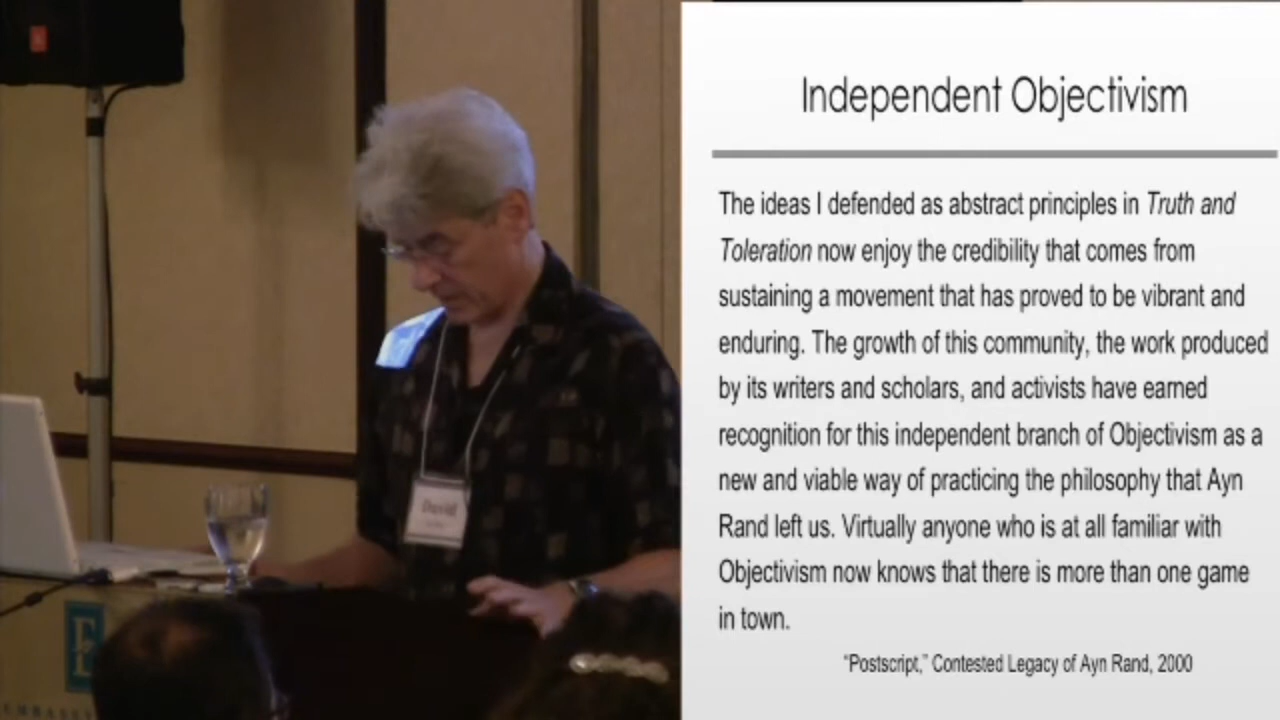 Independent Objectivism
The ideas I defended as abstract principles in Truth and
Toleration now enjoy the credibility that comes from
sustaining a movement that has proved to be vibrant and
enduring. The growth of this community, the work produced
by its writers and scholars, and activists have earned
recognition for this independent branch of Objectivism as a
new and viable way of practicing the philosophy that Ayn
Rand left us. Virtually anyone who is at all familiar with
Objectivism now knows that there is more than one game
in town.
“Postscript,” Contested Legacy of Ayn Rand, 2000
David
E